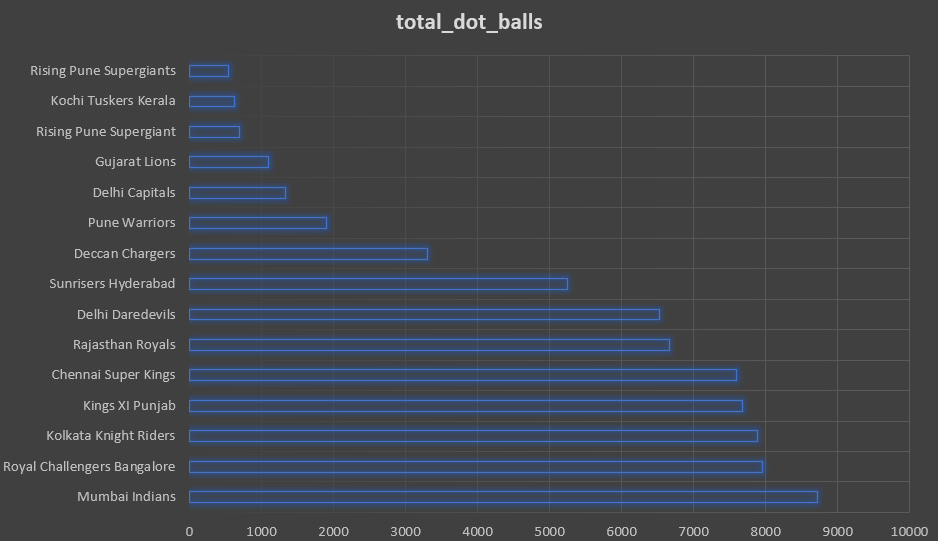 total_dot_balls
Rising Pune Supergiants
Kochi Tuskers Kerala
Rising Pune Supergiant
Gujarat Lions
Delhi Capitals
Pune Warriors
Deccan Chargers
Sunrisers Hyderabad
Delhi Daredevils
Rajasthan Royals
Chennai Super Kings
Kings XI Punjab
Kolkata Knight Riders
Royal Challengers Bangalore
Mumbai Indians
0 1000 2000 3000 4000 5000 6000 7000 8000 9000 10000